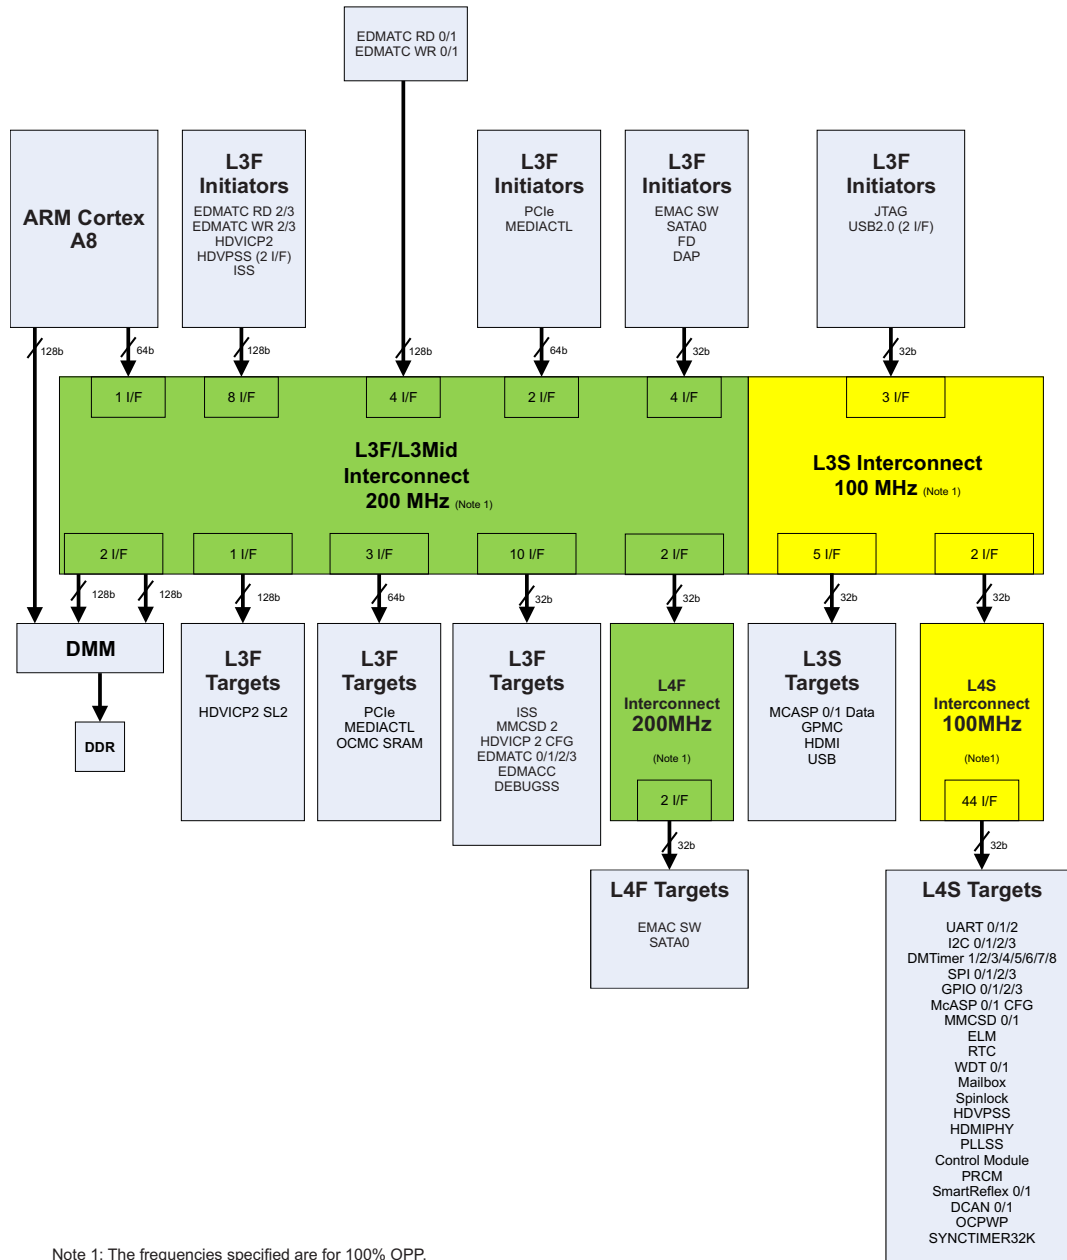 EDMATC RD 0/1
EDMATC WR 0/1
ARM Cortex
A8
L3F
Initiators
EDMATC RD 2/3
EDMATC WR 2/3
HDVICP2
HDVPSS (2 I/F)
ISS
L3F
Initiators
PCIe
MEDIACTL
L3F
Initiators
EMAC SW
SATA0
FD
DAP
L3F
Initiators
JTAG
USB2.0 (2 I/F)
128b
64b
128b
128b
64b
32b
32b
1 I/F
8 I/F
4 I/F
2 I/F
4 I/F
3 I/F
L3F/L3Mid
Interconnect
200 MHz (Note 1)
L3S Interconnect
100 MHz (Note 1)
2 I/F
1 I/F
3 I/F
10 I/F
2 I/F
5 I/F
2 I/F
128b
128b
128b
64b
32b
32b
32b
32b
DMM
DDR
L3F
Targets
HDVICP2 SL2
L3F
Targets
PCIe
MEDIACTL
OCMC SRAM
L3F
Targets
ISS
MMCSD 2
HDVICP 2 CFG
EDMATC 0/1/2/3
EDMACC
DEBUGSS
L4F
Interconnect
200MHz
(Note 1)
2 I/F
L3S
Targets
MCASP 0/1 Data
GPMC
HDMI
USB
L4S
Interconnect
100MHz
(Note1)
44 I/F
32b
32b
L4F Targets
EMAC SW
SATA0
L4S Targets
UART 0/1/2
I2C 0/1/2/3
DMTimer 1/2/3/4/5/6/7/8
SPI 0/1/2/3
GPIO 0/1/2/3
McASP 0/1 CFG
MMCSD 0/1
ELM
RTC
WDT 0/1
Mailbox
Spinlock
HDVPSS
HDMIPHY
PLLSS
Control Module
PRCM
SmartReflex 0/1
DCAN 0/1
OCPWP
SYNCTIMER32K
Note 1: The frequencies specified are for 100% OPP.